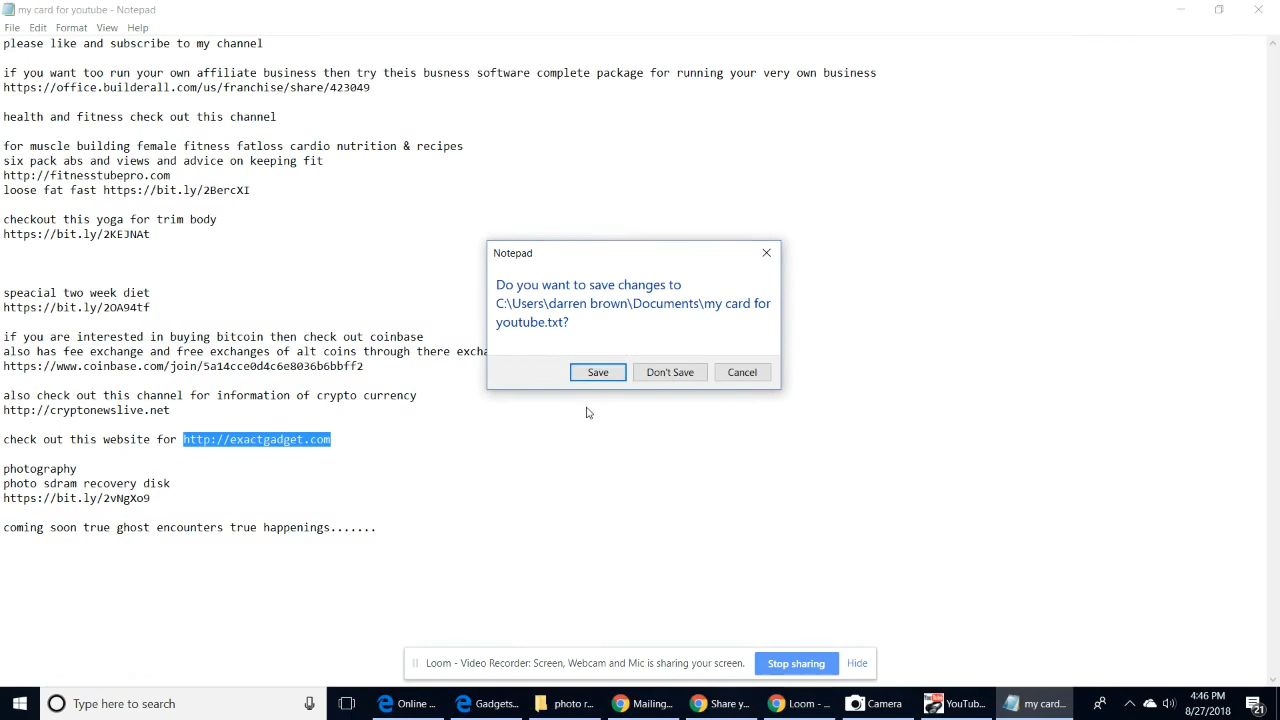 my card for youtube - Notepad
File Edit Format View Help
please like and subscribe to my channel
if you want too run your own affiliate business then try theis busness software complete package for running your very own business
https://office.builderall.com/us/franchise/share/423049
health and fitness check out this channel
for muscle building female fitness fatloss cardio nutrition & recipes
six pack abs and views and advice on keeping fit
http://fitnesstubepro.com
loose fat fast https://bit.ly/2BercXI
checkout this yoga for trim body
https://bit.ly/2KEJNAt
speacial two week diet
https://bit.ly/2OA94tf
if you are interested in buying bitcoin then check out coinbase
also has fee exchange and free exchanges of alt coins through there excha
https://www.coinbase.com/join/5a14cce0d4c6e8036b6bbff2
also check out this channel for information of crypto currency
http://cryptonewslive.net
check out this website for http://exactgadget.com
photography
photo sdram recovery disk
https://bit.ly/2vNgXo9
coming soon true ghost encounters true happenings.......
Notepad
Do you want to save changes to
C:\Users\darren brown\Documents\my card for
youtube.txt?
Save Don't Save Cancel
Loom - Video Recorder: Screen, Webcam and Mic is sharing your screen. Stop sharing Hide
Type here to search Online ... Gadgets... photo r... Mailing... Share y... Loom - ... Camera YouTub... my card... 4:46 PM
8/27/2018
21